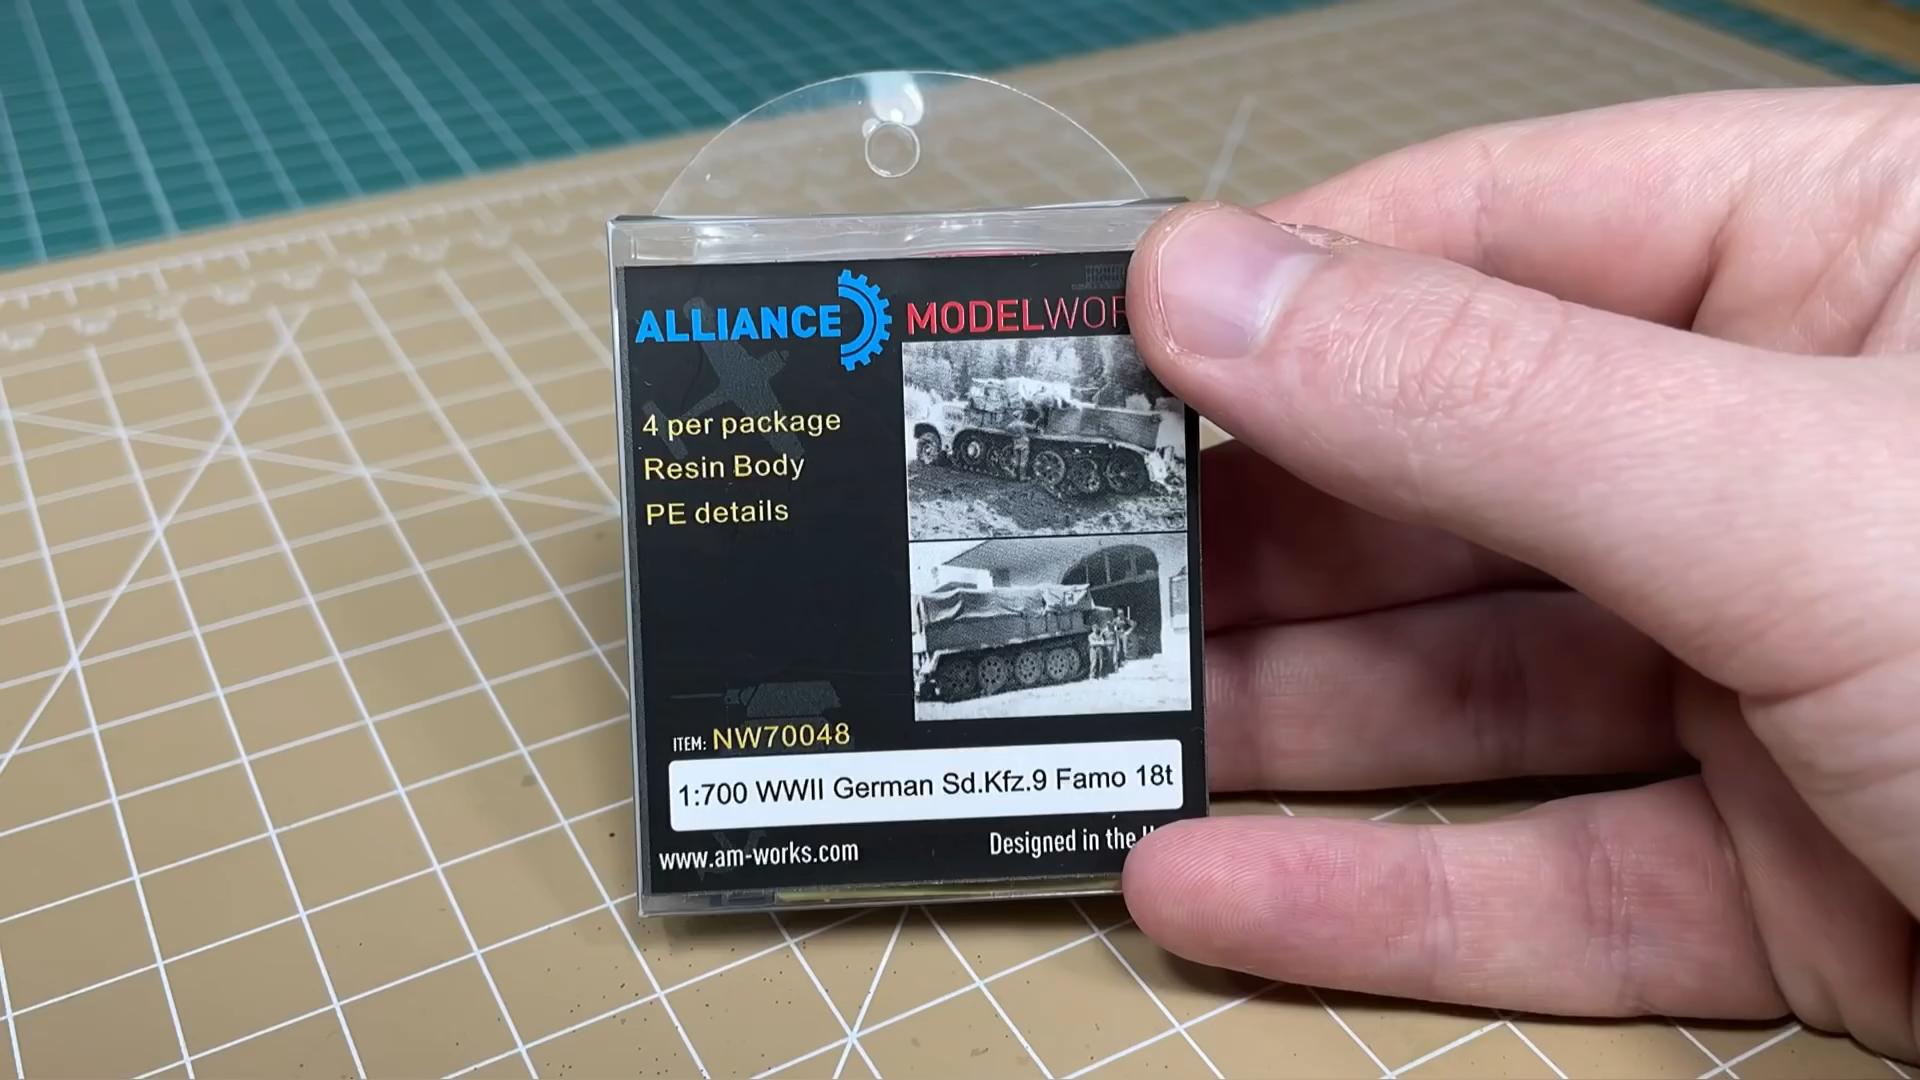 ALLIANCE MODELWOR
4 per package
Resin Body
PE details
ITEM: NW70048
1:700 WWII German Sd.Kfz.9 Famo 18t
www.am-works.com
Designed in the